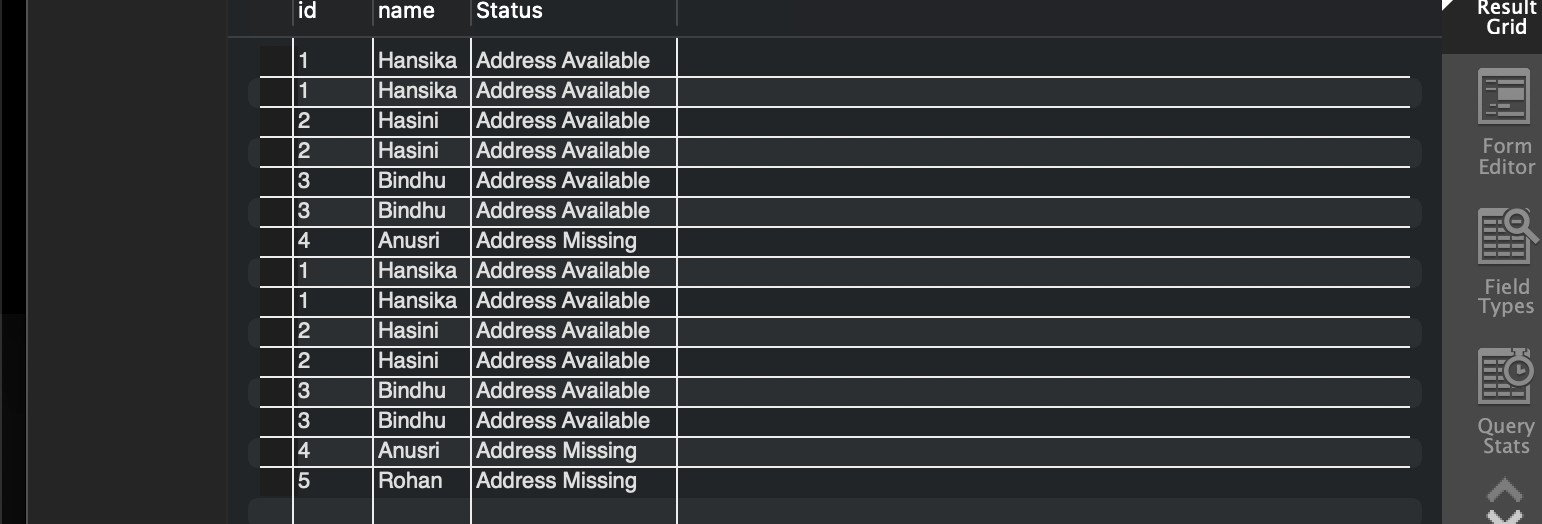 id name Status
1 Hansika Address Available
1 Hansika Address Available
2 Hasini Address Available
2 Hasini Address Available
3 Bindhu Address Available
3 Bindhu Address Available
4 Anusri Address Missing
1 Hansika Address Available
1 Hansika Address Available
2 Hasini Address Available
2 Hasini Address Available
3 Bindhu Address Available
3 Bindhu Address Available
4 Anusri Address Missing
5 Rohan Address Missing
Result
Grid
Form
Editor
Field
Types
Query
Stats